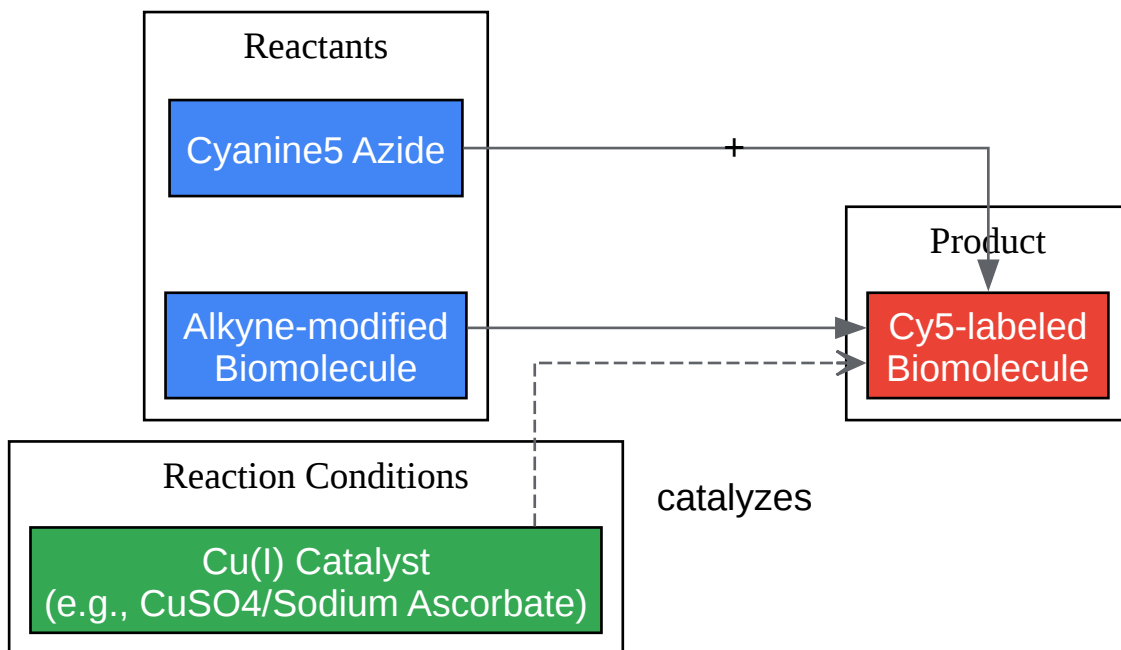 Reactants
Cyanine5 Azide
+
Product
Alkyne-modified
Biomolecule
Cy5-labeled
Biomolecule
Reaction Conditions
catalyzes
Cu(I) Catalyst
(e.g., CuSO4/Sodium Ascorbate)